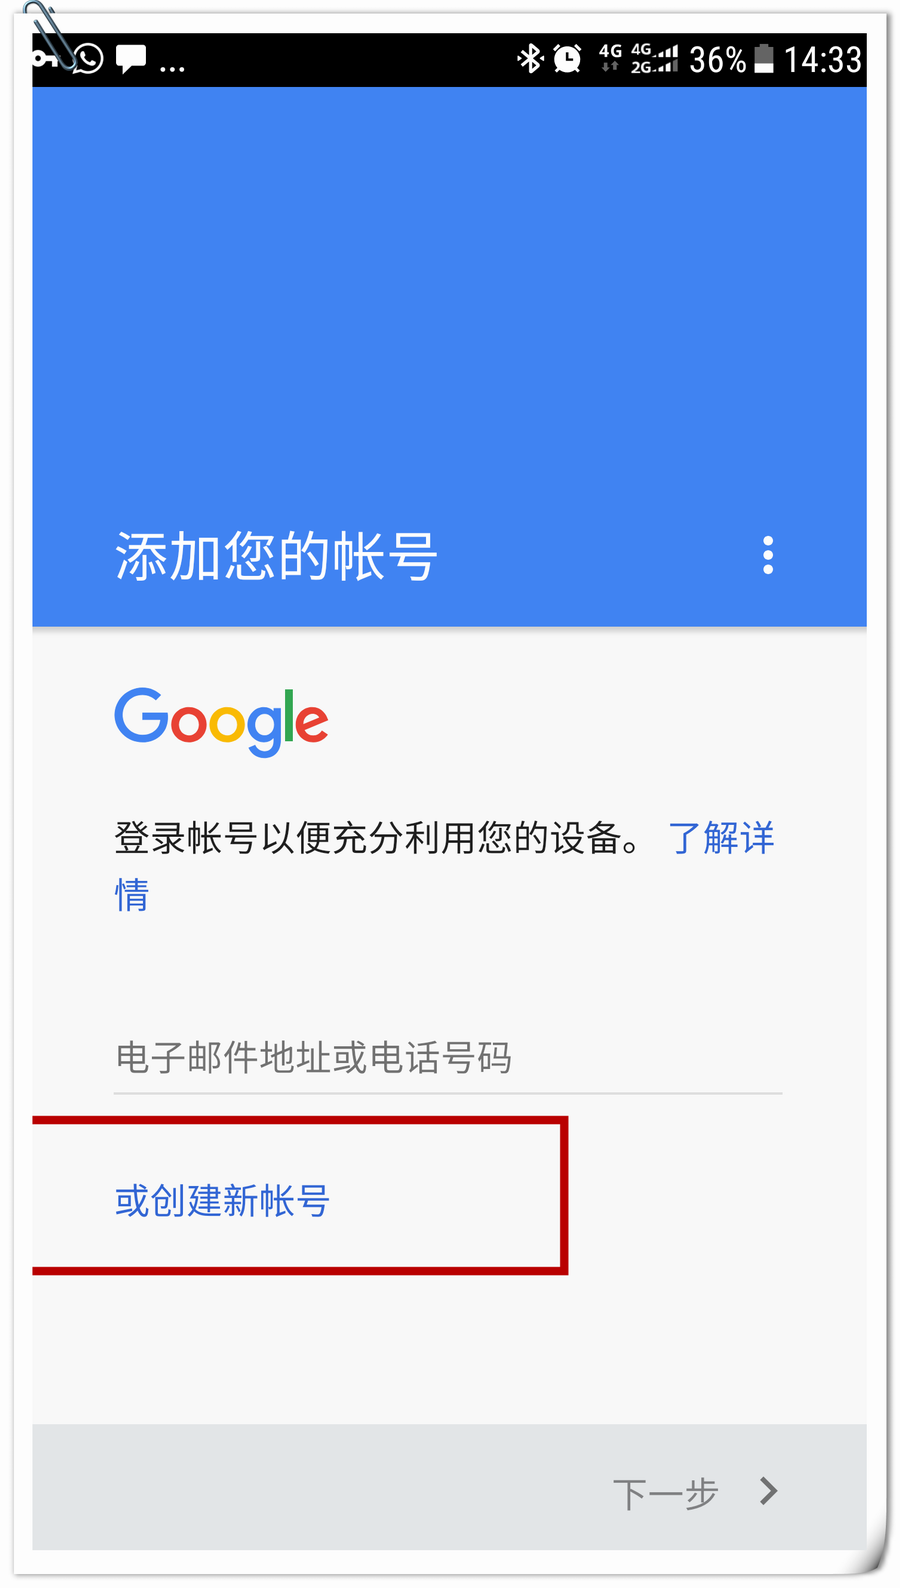 ... 4G 4G 2G 36% 14:33
添加您的帐号
Google
登录帐号以便充分利用您的设备。 了解详
情
电子邮件地址或电话号码
或创建新帐号
下一步